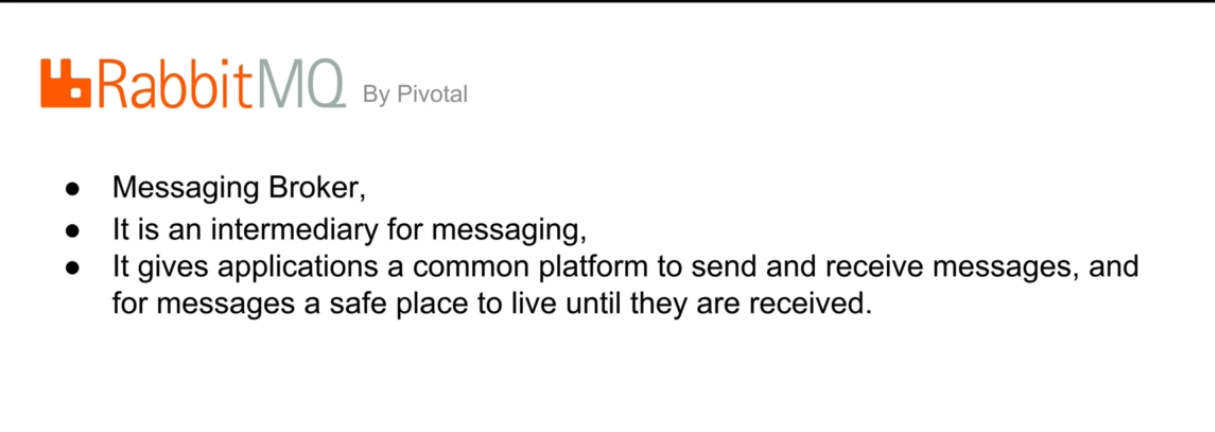 RabbitMQ By Pivotal
● Messaging Broker,
● It is an intermediary for messaging,
● It gives applications a common platform to send and receive messages, and
for messages a safe place to live until they are received.